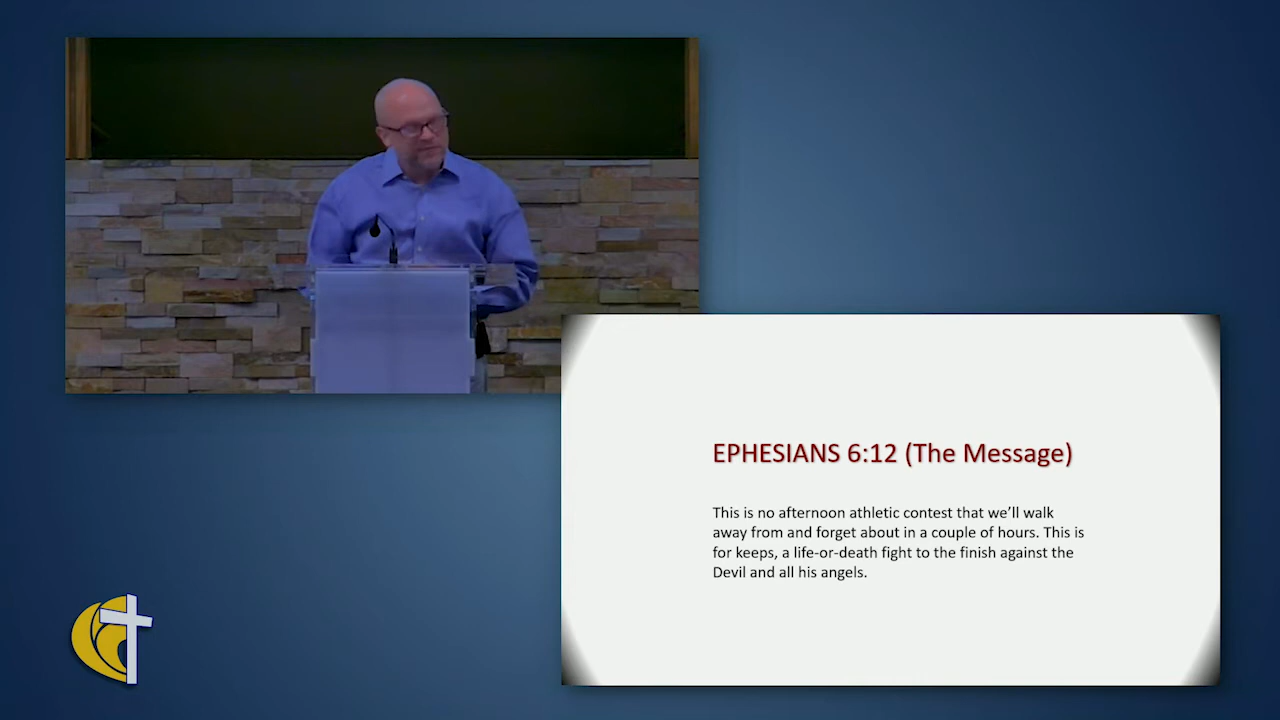 EPHESIANS 6:12 (The Message)
This is no afternoon athletic contest that we’ll walk
away from and forget about in a couple of hours. This is
for keeps, a life-or-death fight to the finish against the
Devil and all his angels.